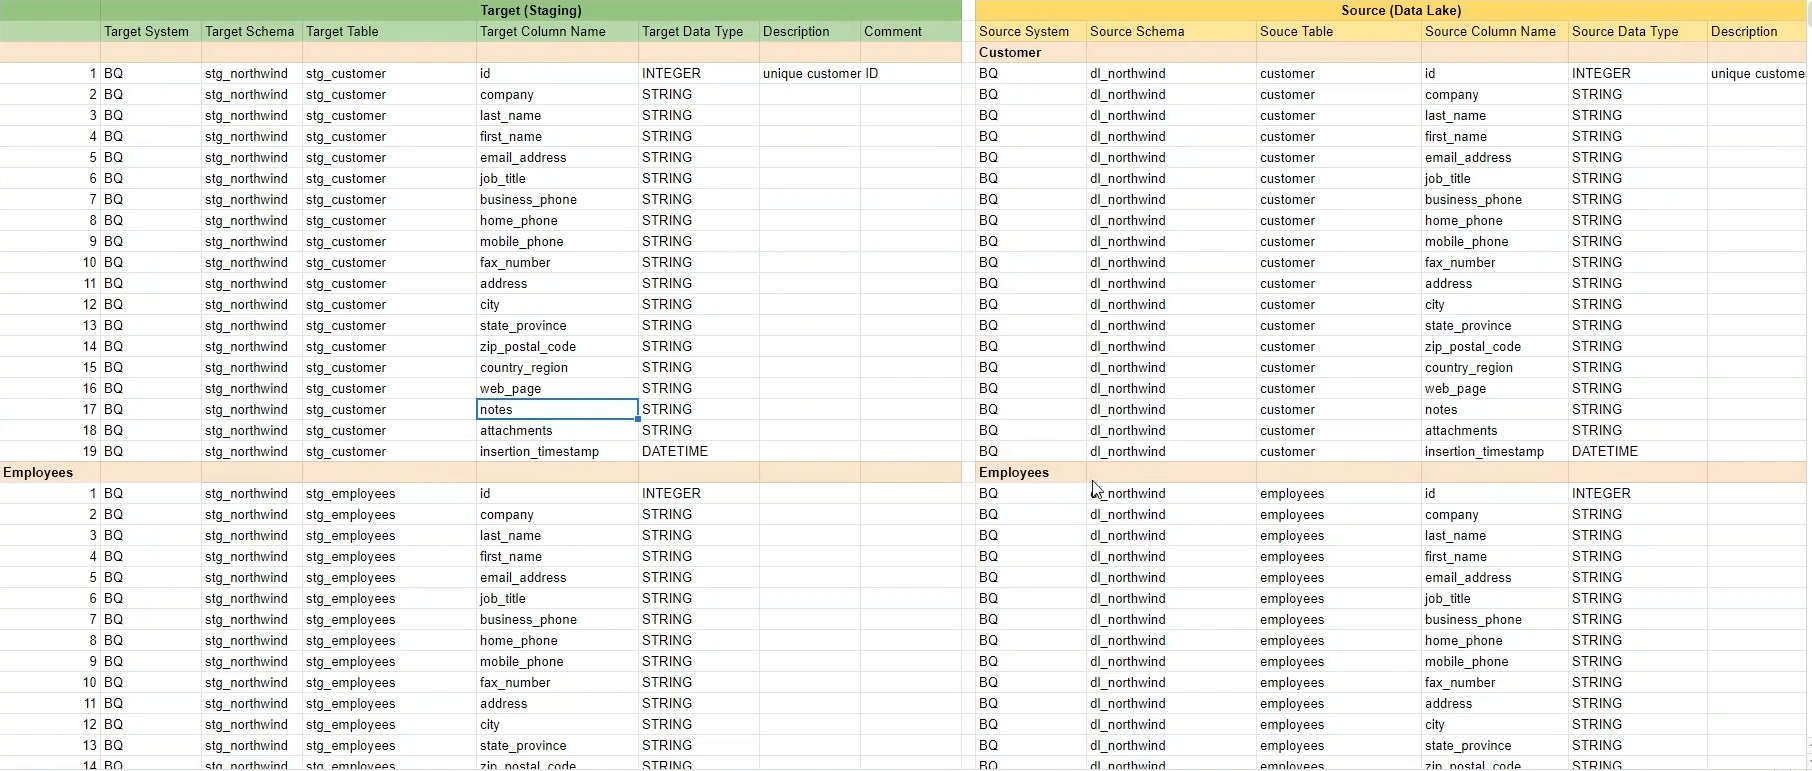 Target (Staging) Source (Data Lake)
Target System Target Schema Target Table Target Column Name Target Data Type Description Comment Source System Source Schema Souce Table Source Column Name Source Data Type Description
Customer
1 BQ stg_northwind stg_customer id INTEGER unique customer ID BQ dl_northwind customer id INTEGER unique custome
2 BQ stg_northwind stg_customer company STRING BQ dl_northwind customer company STRING
3 BQ stg_northwind stg_customer last_name STRING BQ dl_northwind customer last_name STRING
4 BQ stg_northwind stg_customer first_name STRING BQ dl_northwind customer first_name STRING
5 BQ stg_northwind stg_customer email_address STRING BQ dl_northwind customer email_address STRING
6 BQ stg_northwind stg_customer job_title STRING BQ dl_northwind customer job_title STRING
7 BQ stg_northwind stg_customer business_phone STRING BQ dl_northwind customer business_phone STRING
8 BQ stg_northwind stg_customer home_phone STRING BQ dl_northwind customer home_phone STRING
9 BQ stg_northwind stg_customer mobile_phone STRING BQ dl_northwind customer mobile_phone STRING
10 BQ stg_northwind stg_customer fax_number STRING BQ dl_northwind customer fax_number STRING
11 BQ stg_northwind stg_customer address STRING BQ dl_northwind customer address STRING
12 BQ stg_northwind stg_customer city STRING BQ dl_northwind customer city STRING
13 BQ stg_northwind stg_customer state_province STRING BQ dl_northwind customer state_province STRING
14 BQ stg_northwind stg_customer zip_postal_code STRING BQ dl_northwind customer zip_postal_code STRING
15 BQ stg_northwind stg_customer country_region STRING BQ dl_northwind customer country_region STRING
16 BQ stg_northwind stg_customer web_page STRING BQ dl_northwind customer web_page STRING
17 BQ stg_northwind stg_customer notes STRING BQ dl_northwind customer notes STRING
18 BQ stg_northwind stg_customer attachments STRING BQ dl_northwind customer attachments STRING
19 BQ stg_northwind stg_customer insertion_timestamp DATETIME BQ dl_northwind customer insertion_timestamp DATETIME
Employees Employees
1 BQ stg_northwind stg_employees id INTEGER BQ dl_northwind employees id INTEGER
2 BQ stg_northwind stg_employees company STRING BQ dl_northwind employees company STRING
3 BQ stg_northwind stg_employees last_name STRING BQ dl_northwind employees last_name STRING
4 BQ stg_northwind stg_employees first_name STRING BQ dl_northwind employees first_name STRING
5 BQ stg_northwind stg_employees email_address STRING BQ dl_northwind employees email_address STRING
6 BQ stg_northwind stg_employees job_title STRING BQ dl_northwind employees job_title STRING
7 BQ stg_northwind stg_employees business_phone STRING BQ dl_northwind employees business_phone STRING
8 BQ stg_northwind stg_employees home_phone STRING BQ dl_northwind employees home_phone STRING
9 BQ stg_northwind stg_employees mobile_phone STRING BQ dl_northwind employees mobile_phone STRING
10 BQ stg_northwind stg_employees fax_number STRING BQ dl_northwind employees fax_number STRING
11 BQ stg_northwind stg_employees address STRING BQ dl_northwind employees address STRING
12 BQ stg_northwind stg_employees city STRING BQ dl_northwind employees city STRING
13 BQ stg_northwind stg_employees state_province STRING BQ dl_northwind employees state_province STRING
14 BQ stg_northwind stg_employees zip_postal_code STRING BQ dl_northwind employees zip_postal_code STRING